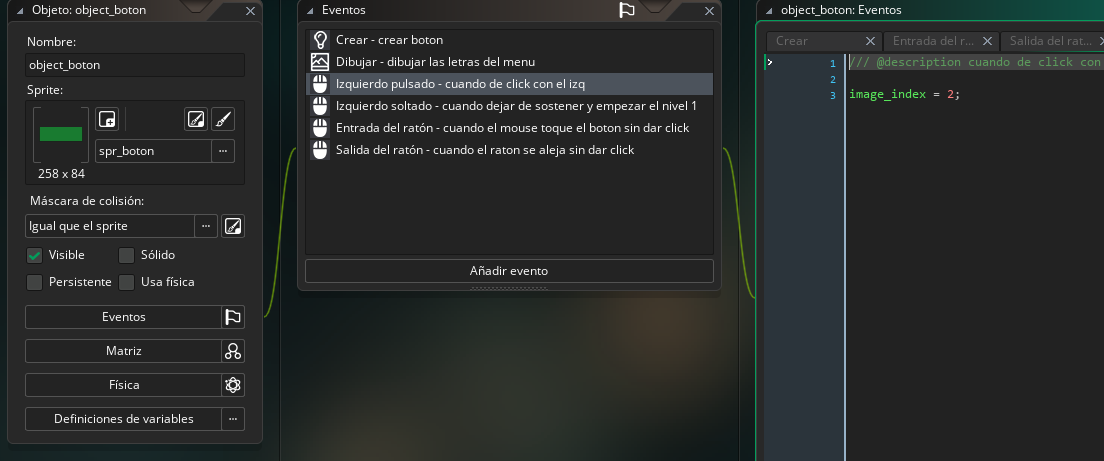 Objeto: object_boton
Nombre:
object_boton
Sprite:
spr_boton
...
258 x 84
Máscara de colisión:
Igual que el sprite
...
Visible
Sólido
Persistente
Usa física
Eventos
Matriz
Física
Definiciones de variables
...
Eventos
Crear - crear boton
Dibujar - dibujar las letras del menu
Izquierdo pulsado - cuando de click con el izq
Izquierdo soltado - cuando dejar de sostener y empezar el nivel 1
Entrada del ratón - cuando el mouse toque el boton sin dar click
Salida del ratón - cuando el raton se aleja sin dar click
Añadir evento
object_boton: Eventos
Crear
Entrada del r...
Salida del rat...
1 /// @description cuando de click con
2
3 image_index = 2;